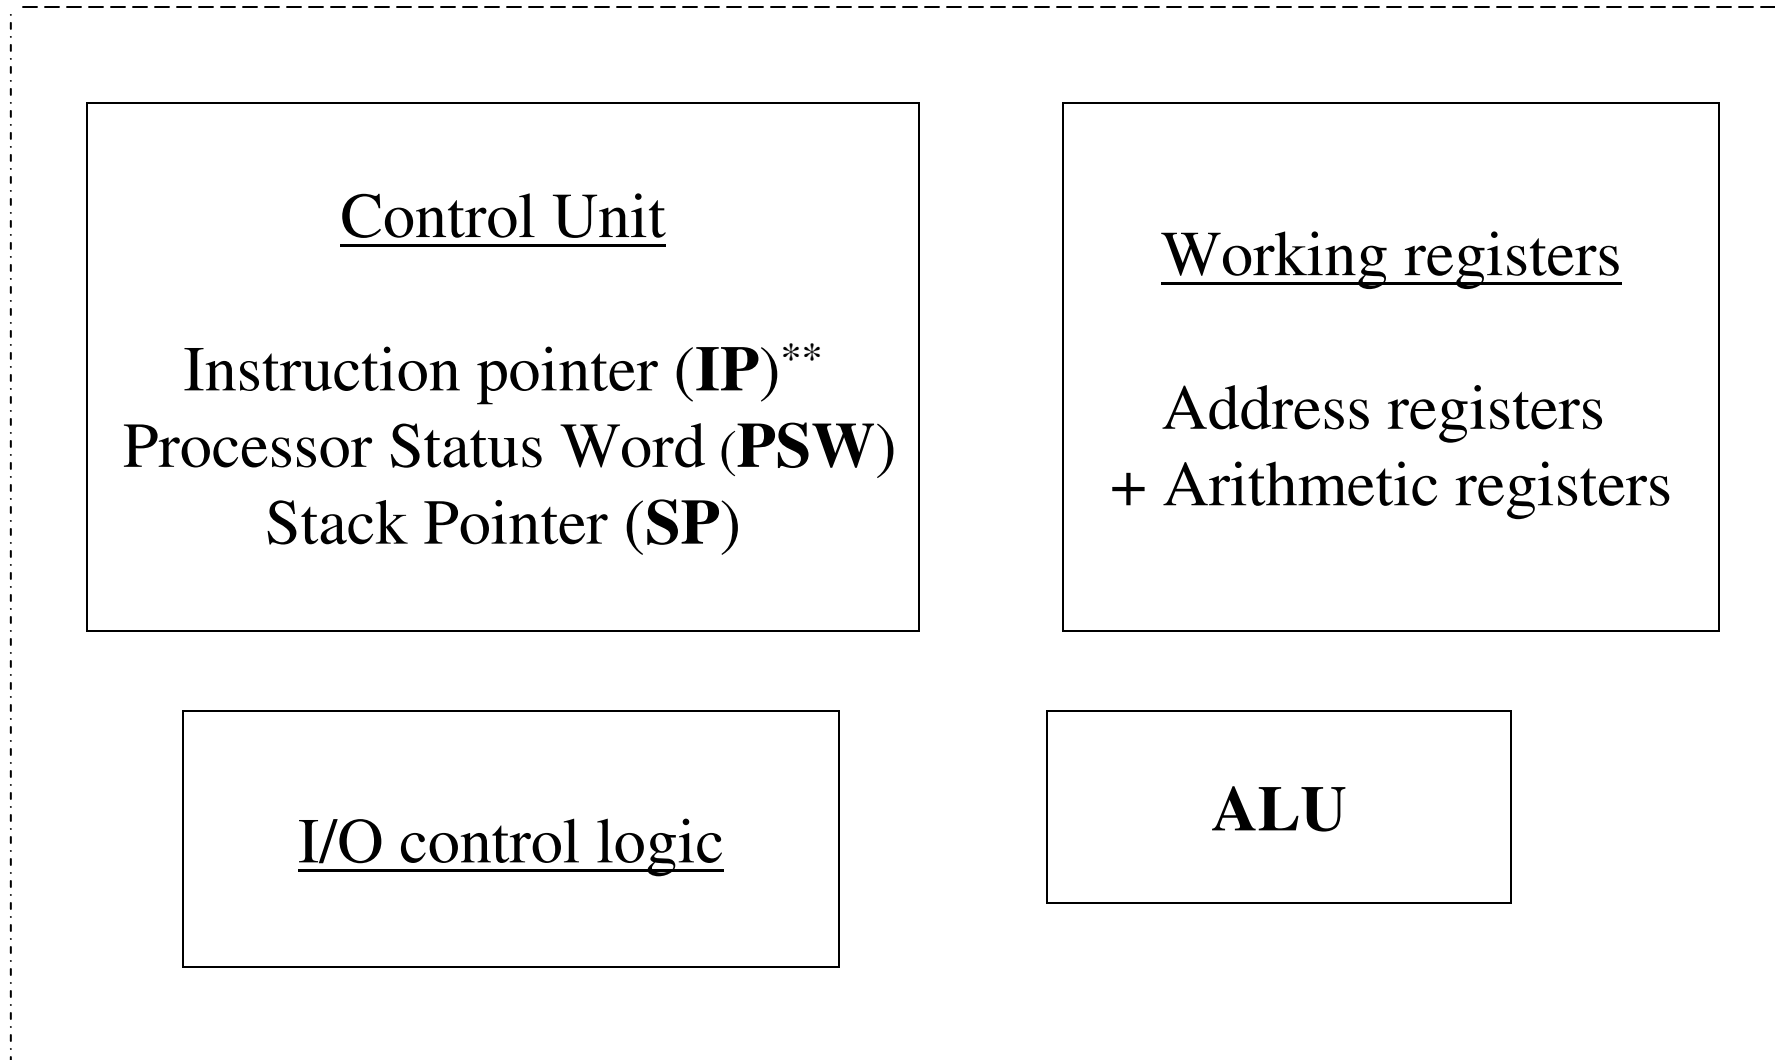 Control Unit
Instruction pointer (IP)**
Processor Status Word (PSW)
Stack Pointer (SP)
Working registers
Address registers
+ Arithmetic registers
I/O control logic
ALU